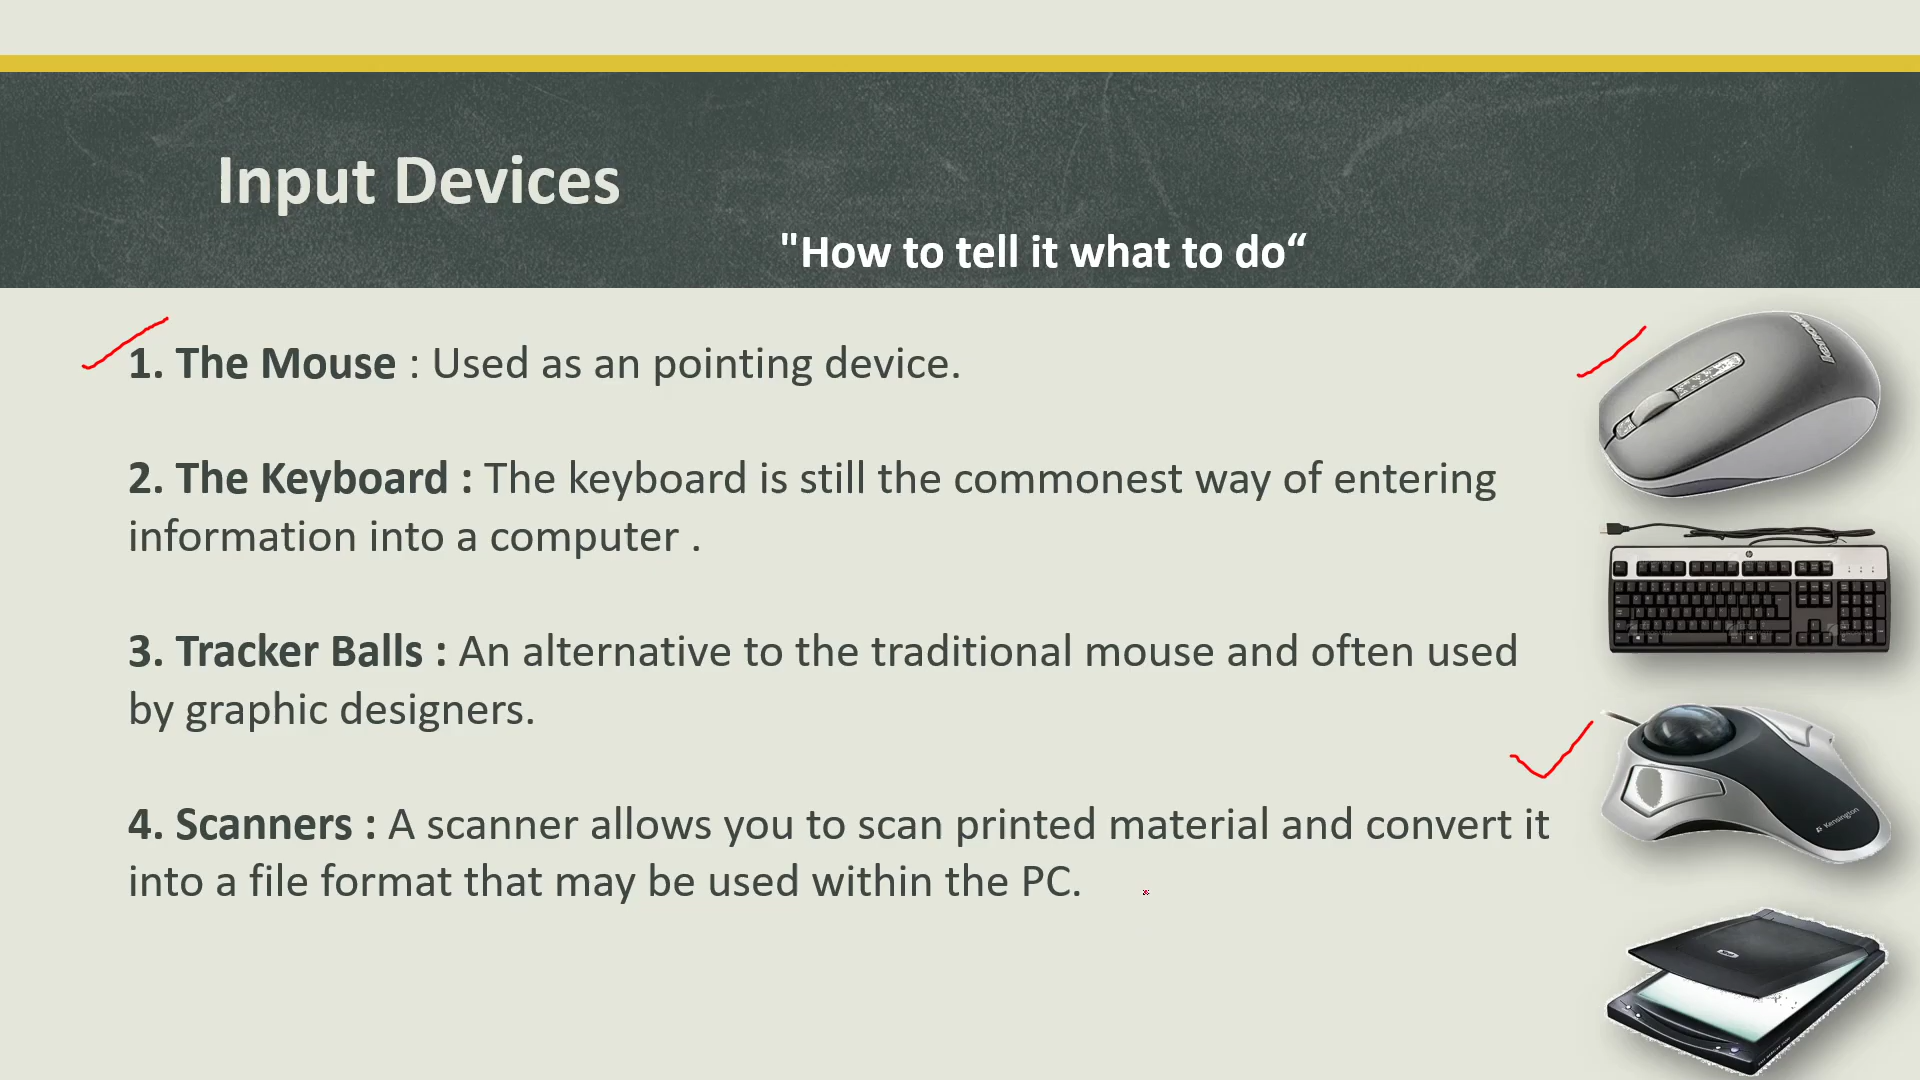 Input Devices
"How to tell it what to do“
1. The Mouse : Used as an pointing device.
2. The Keyboard : The keyboard is still the commonest way of entering
information into a computer .
3. Tracker Balls : An alternative to the traditional mouse and often used
by graphic designers.
4. Scanners : A scanner allows you to scan printed material and convert it
into a file format that may be used within the PC.
lenovo
Kensington